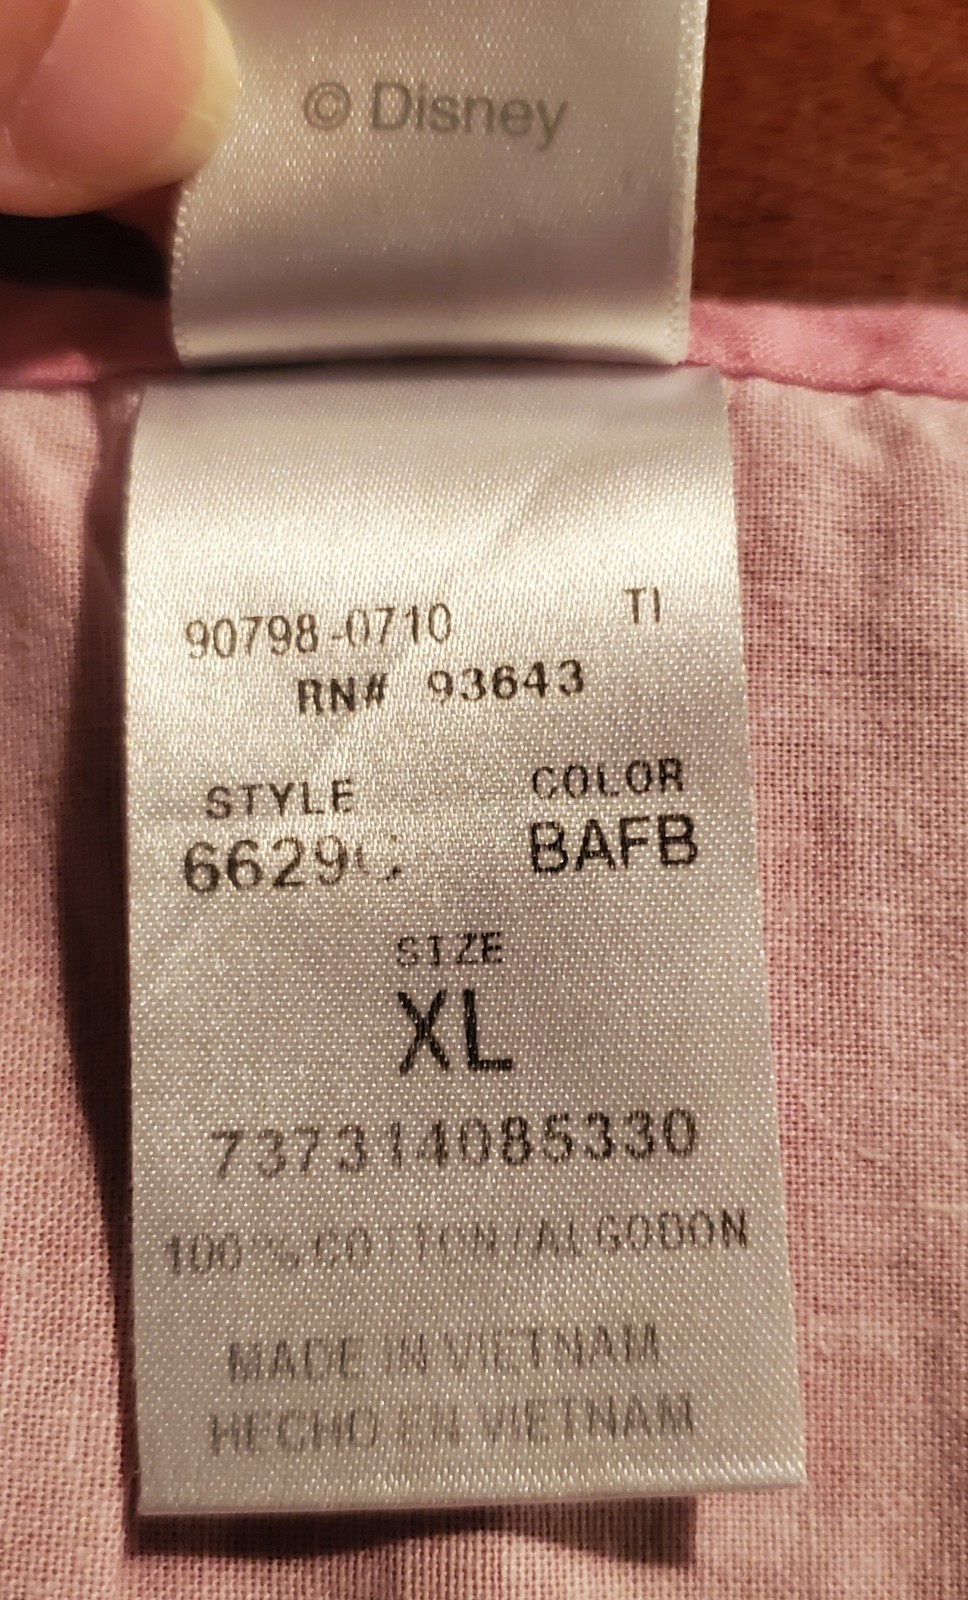 © Disney
90798-0710 TI
RN# 93643
STYLE COLOR
BAFB
SIZE
XL
737314085330
100% COTTON/ALGODON
MADE IN VIETNAM
HECHO EN VIETNAM